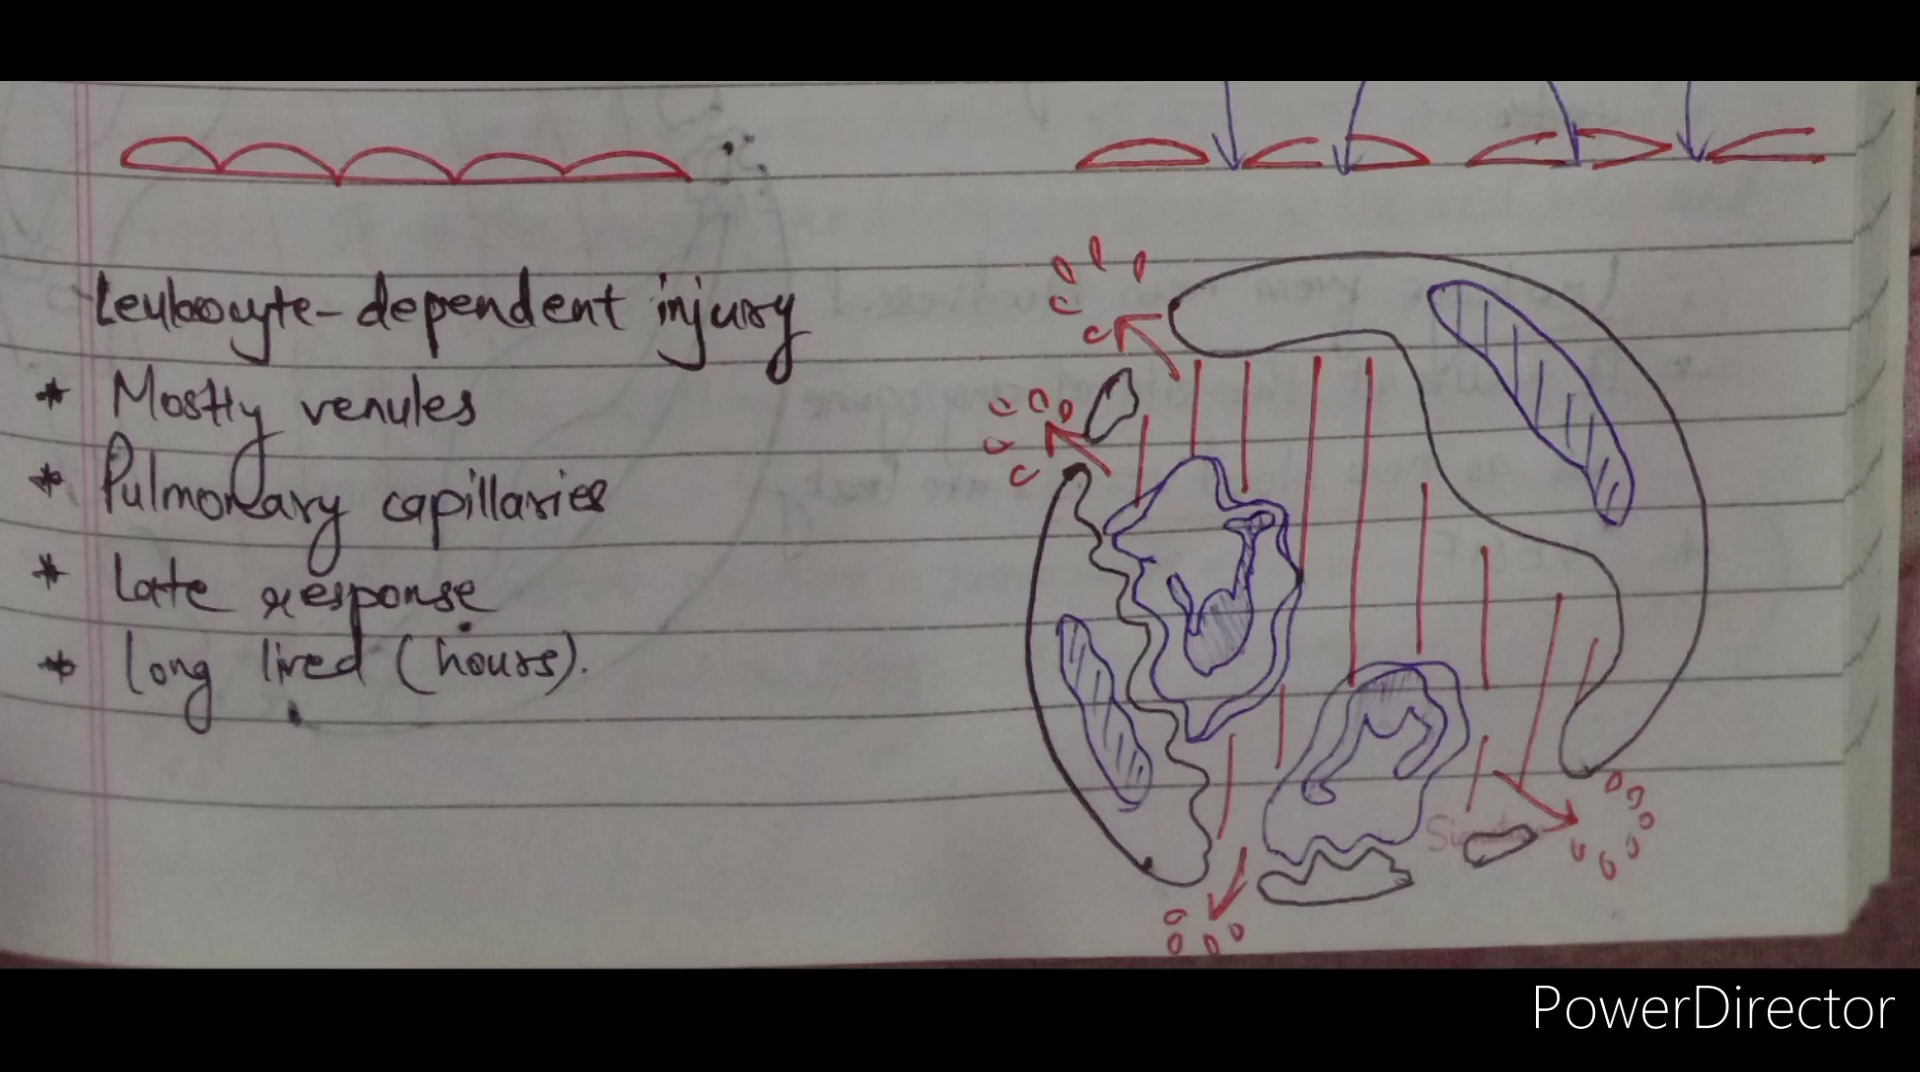 Leukocyte-dependent injury
* Mostly venules
* Pulmonary capillaries
* Late response
* long lived (hours).
PowerDirector